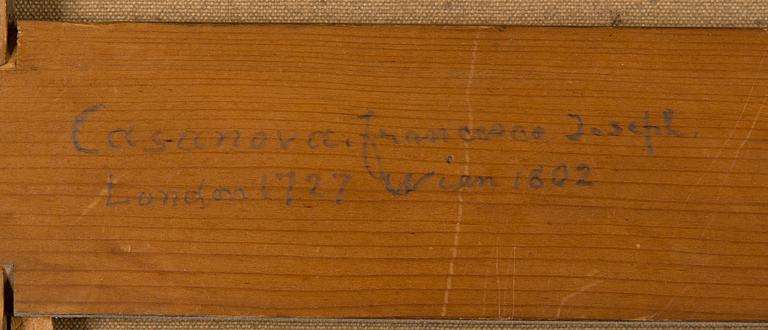 Casanova. Francesco Joseph.
London 1727 Wien 1802